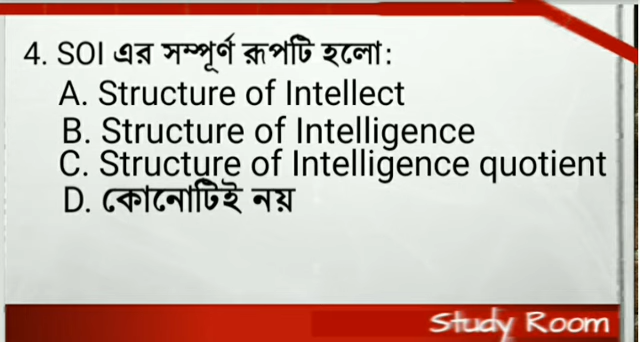 4. SOI এর সম্পূর্ণ রূপটি হলো:
A. Structure of Intellect
B. Structure of Intelligence
C. Structure of Intelligence quotient
D. কোনোটিই নয়
Study Room